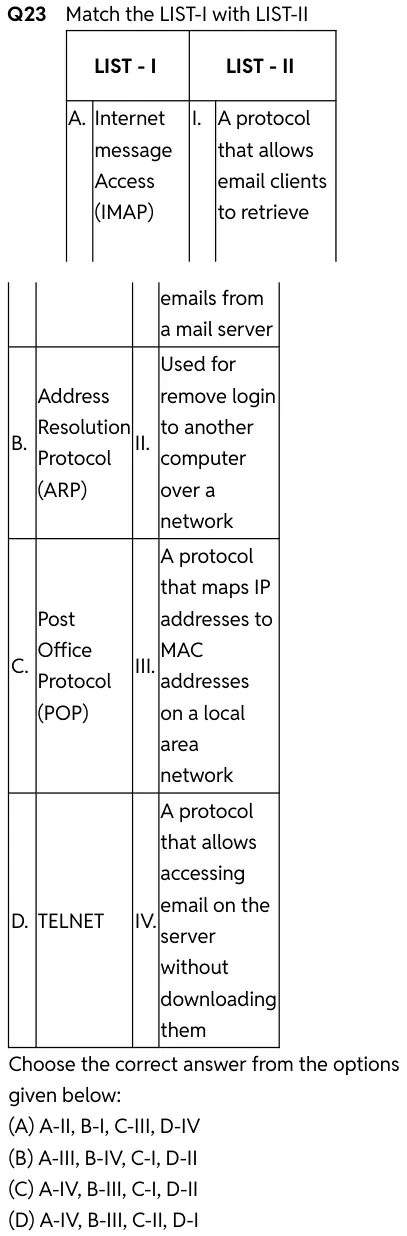 Q23 Match the LIST-I with LIST-II
LIST - I LIST - II
A. Internet message Access (IMAP) I. A protocol that allows email clients to retrieve
emails from a mail server
B. Address Resolution Protocol (ARP) II. Used for remove login to another computer over a network
C. Post Office Protocol (POP) III. A protocol that maps IP addresses to MAC addresses on a local area network
D. TELNET IV. A protocol that allows accessing email on the server without downloading them
Choose the correct answer from the options
given below:
(A) A-II, B-I, C-III, D-IV
(B) A-III, B-IV, C-I, D-II
(C) A-IV, B-III, C-I, D-II
(D) A-IV, B-III, C-II, D-I